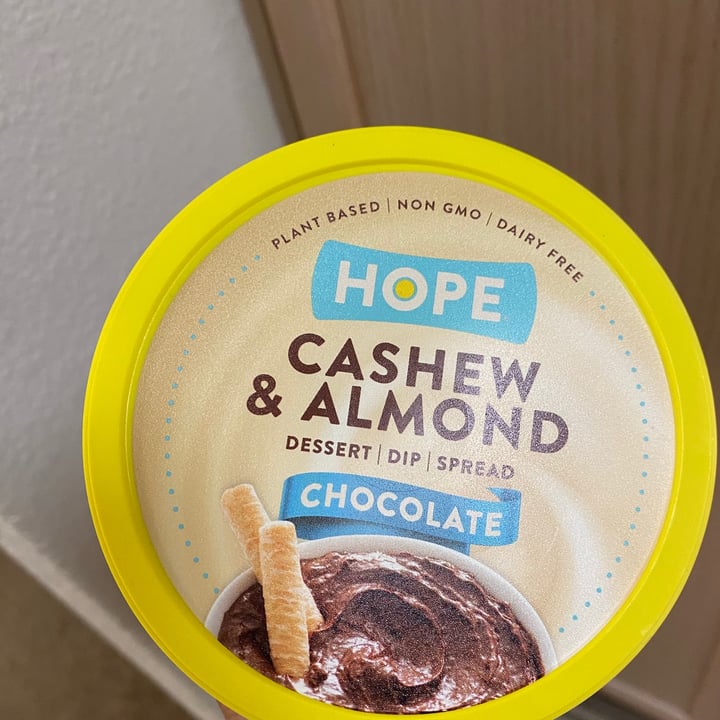 PLANT BASED | NON GMO | DAIRY FREE
HOPE
CASHEW
& ALMOND
DESSERT | DIP | SPREAD
CHOCOLATE